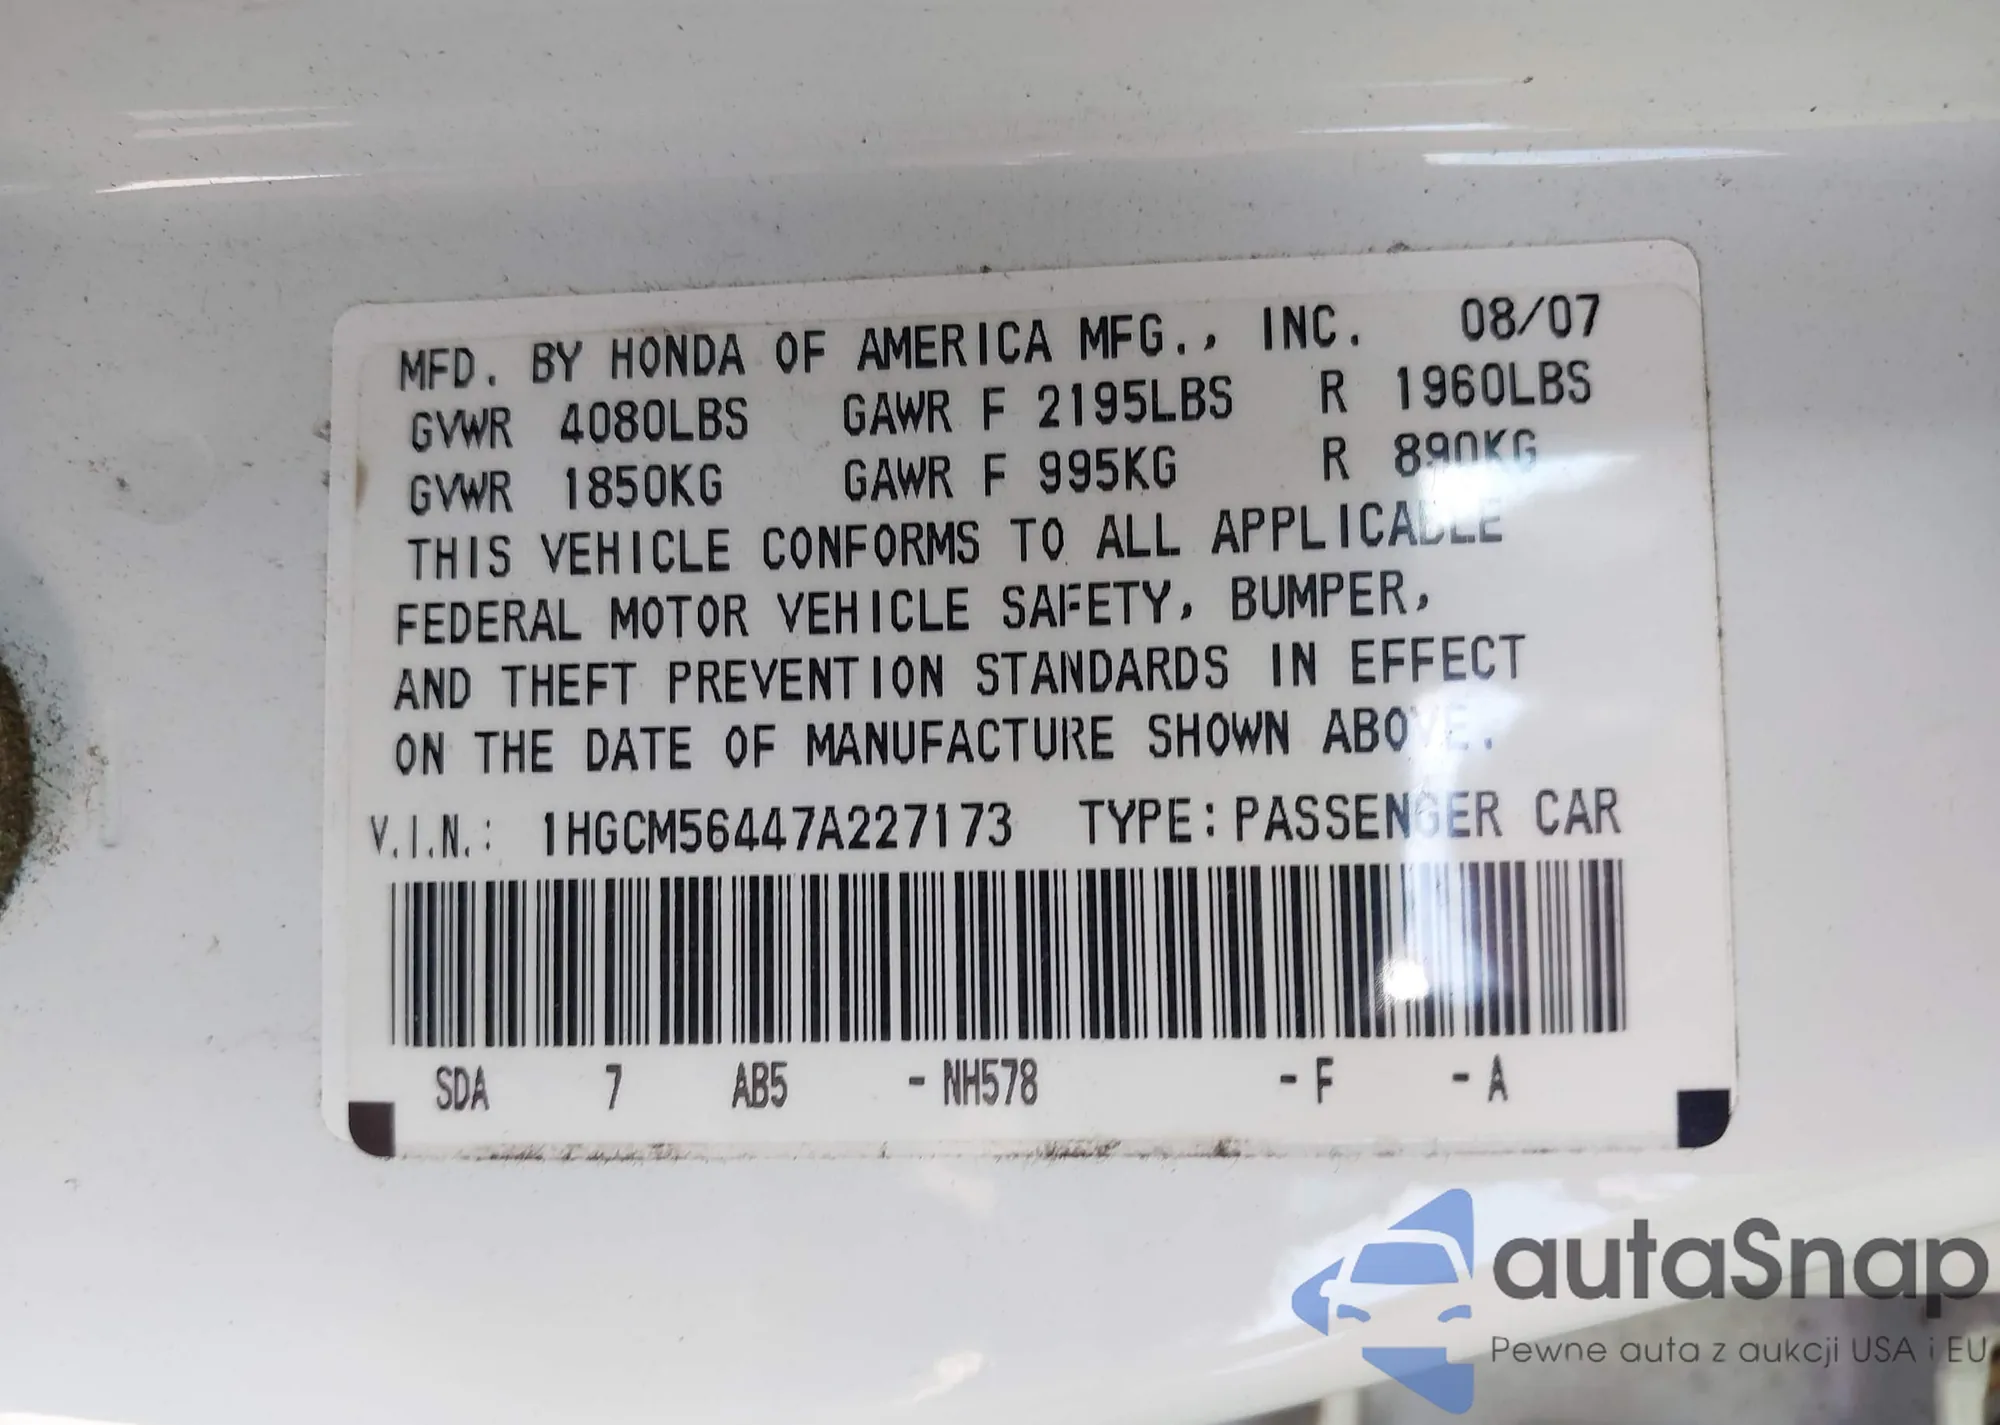 MFD. BY HONDA OF AMERICA MFG., INC. 08/07
GVWR 4080LBS GAWR F 2195LBS R 1960LBS
GVWR 1850KG GAWR F 995KG R 890KG
THIS VEHICLE CONFORMS TO ALL APPLICABLE
FEDERAL MOTOR VEHICLE SAFETY, BUMPER,
AND THEFT PREVENTION STANDARDS IN EFFECT
ON THE DATE OF MANUFACTURE SHOWN ABOVE.
V.I.N.: 1HGCM56447A227173 TYPE: PASSENGER CAR
SDA 7 AB5 - NH578 - F - A
autaSnap
Pewne auta z aukcji USA i EU